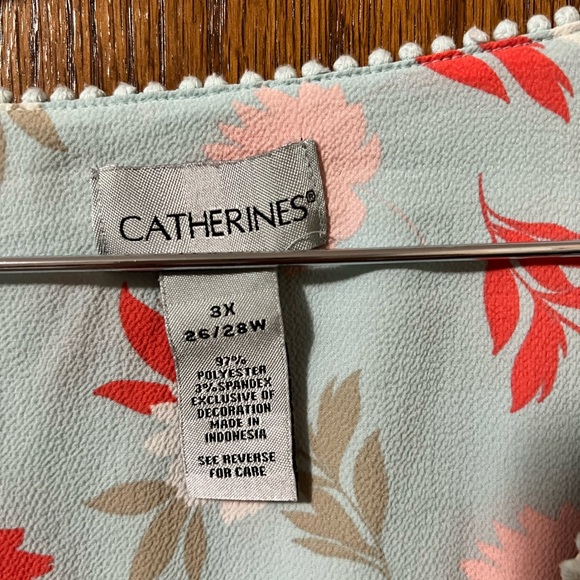 CATHERINES®
3X
26/28W
97%
POLYESTER
3% SPANDEX
EXCLUSIVE OF
DECORATION
MADE IN
INDONESIA
SEE REVERSE
FOR CARE